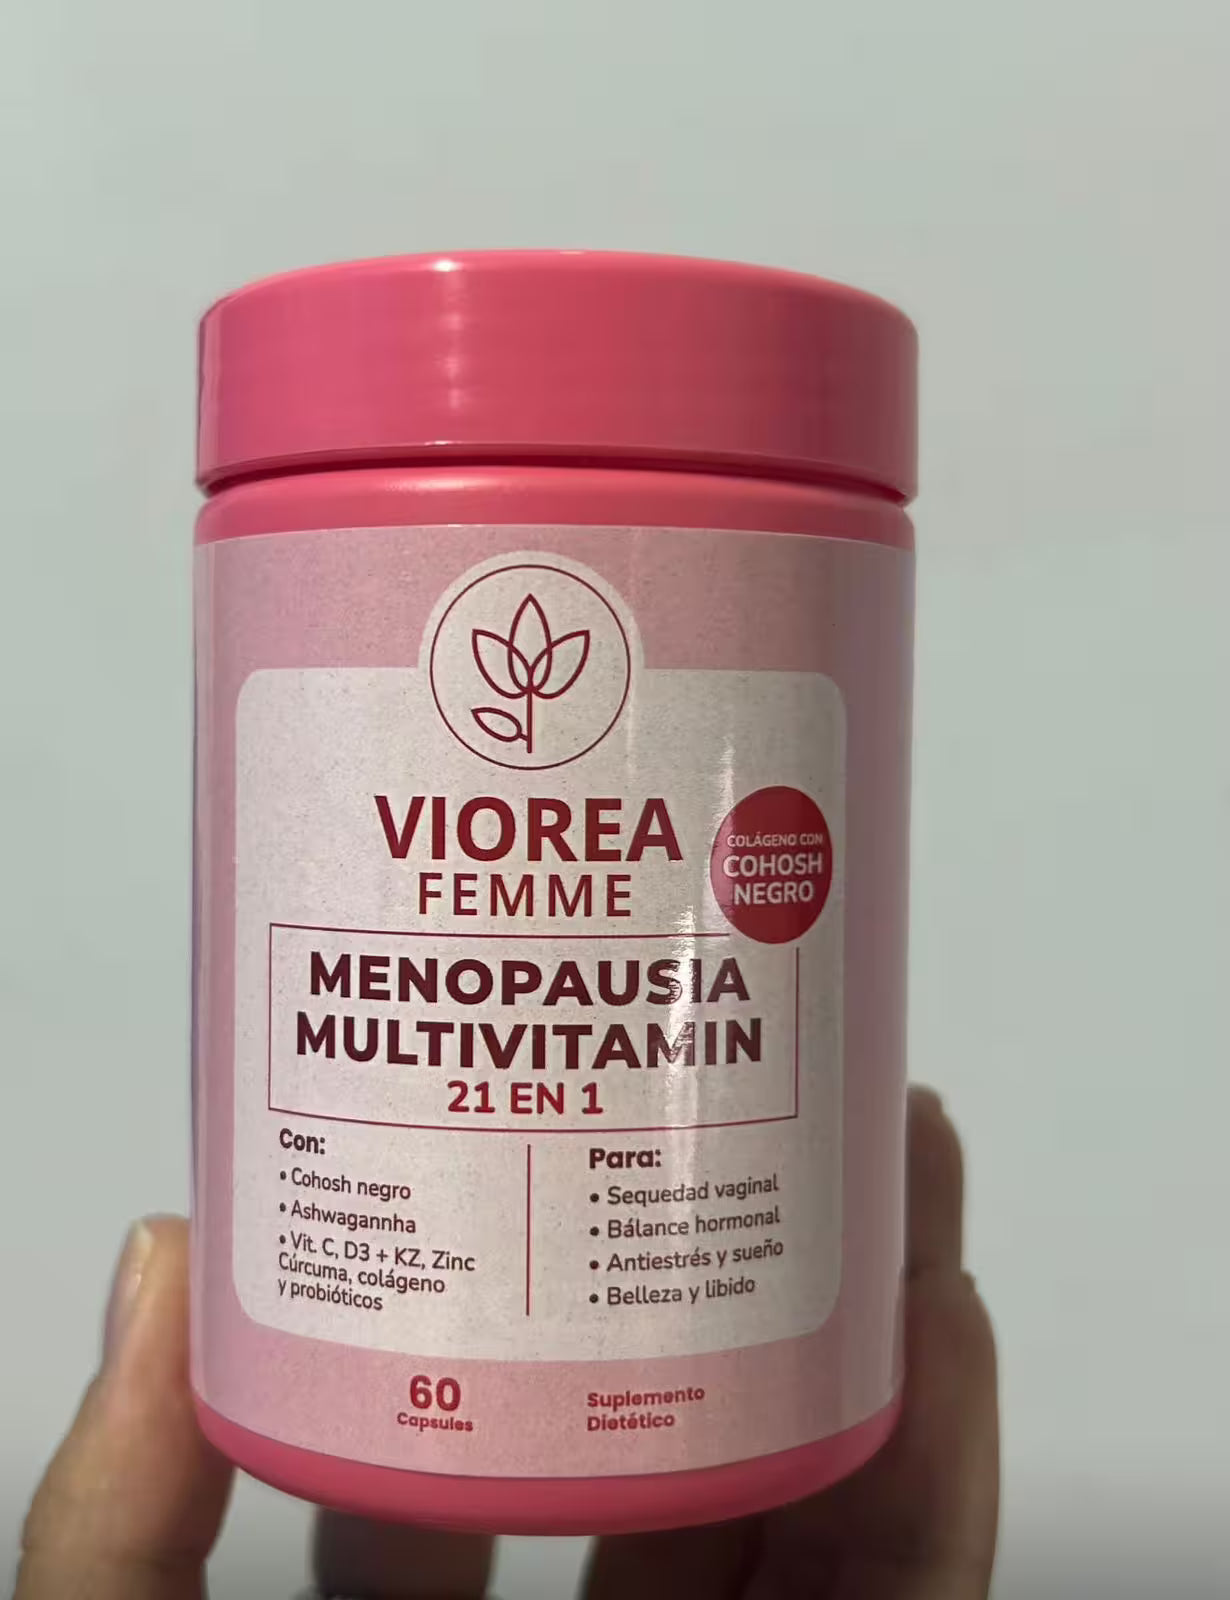 VIOREA
FEMME
COLÁGENO CON
COHOSH
NEGRO
MENOPAUSIA
MULTIVITAMIN
21 EN 1
Con:
• Cohosh negro
• Ashwagannha
• Vit. C, D3 + KZ, Zinc
Cúrcuma, colágeno
y probióticos
Para:
• Sequedad vaginal
• Bálance hormonal
• Antiestrés y sueño
• Belleza y libido
60
Capsules
Suplemento
Dietético